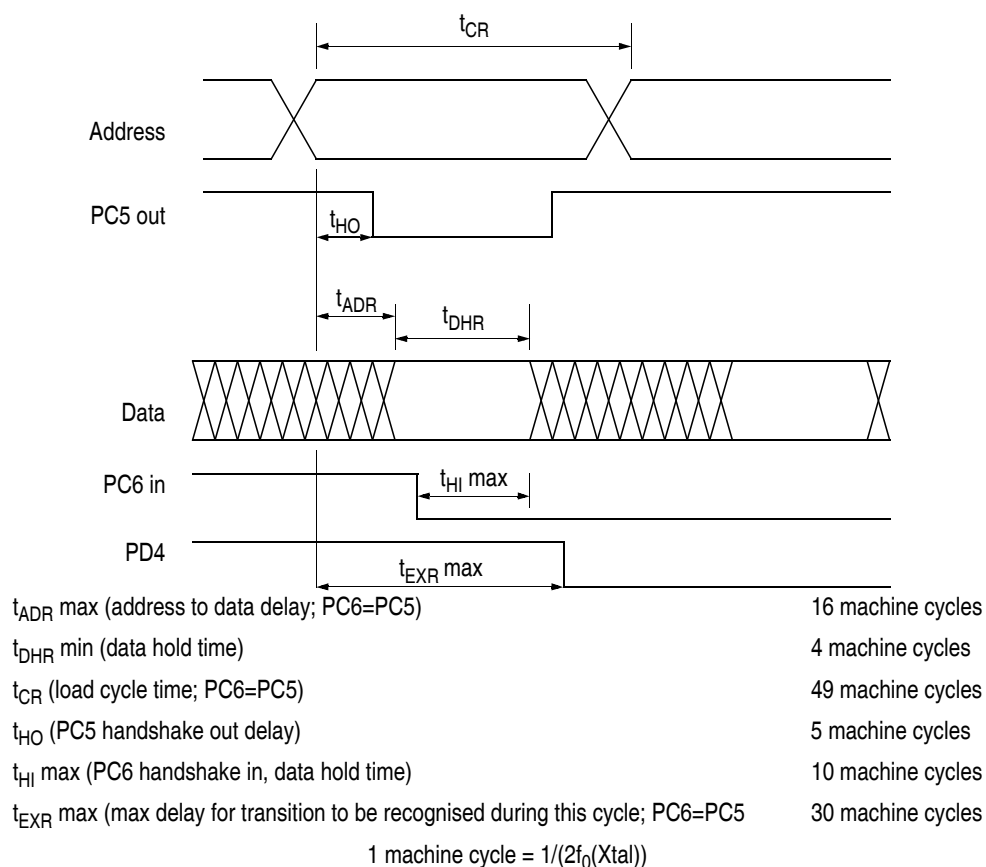 tCR
Address
PC5 out
tHO
tADR
tDHR
Data
PC6 in
tHI max
PD4
tEXR max
tADR max (address to data delay; PC6=PC5) 16 machine cycles
tDHR min (data hold time) 4 machine cycles
tCR (load cycle time; PC6=PC5) 49 machine cycles
tHO (PC5 handshake out delay) 5 machine cycles
tHI max (PC6 handshake in, data hold time) 10 machine cycles
tEXR max (max delay for transition to be recognised during this cycle; PC6=PC5 30 machine cycles
1 machine cycle = 1/(2f0(Xtal))